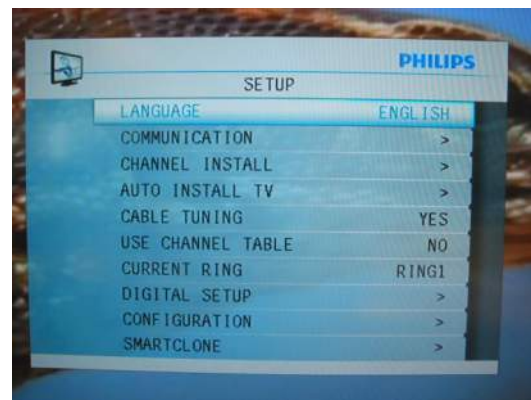 PHILIPS
SETUP
LANGUAGE ENGLISH
COMMUNICATION >
CHANNEL INSTALL >
AUTO INSTALL TV >
CABLE TUNING YES
USE CHANNEL TABLE NO
CURRENT RING RING1
DIGITAL SETUP >
CONFIGURATION >
SMARTCLONE >